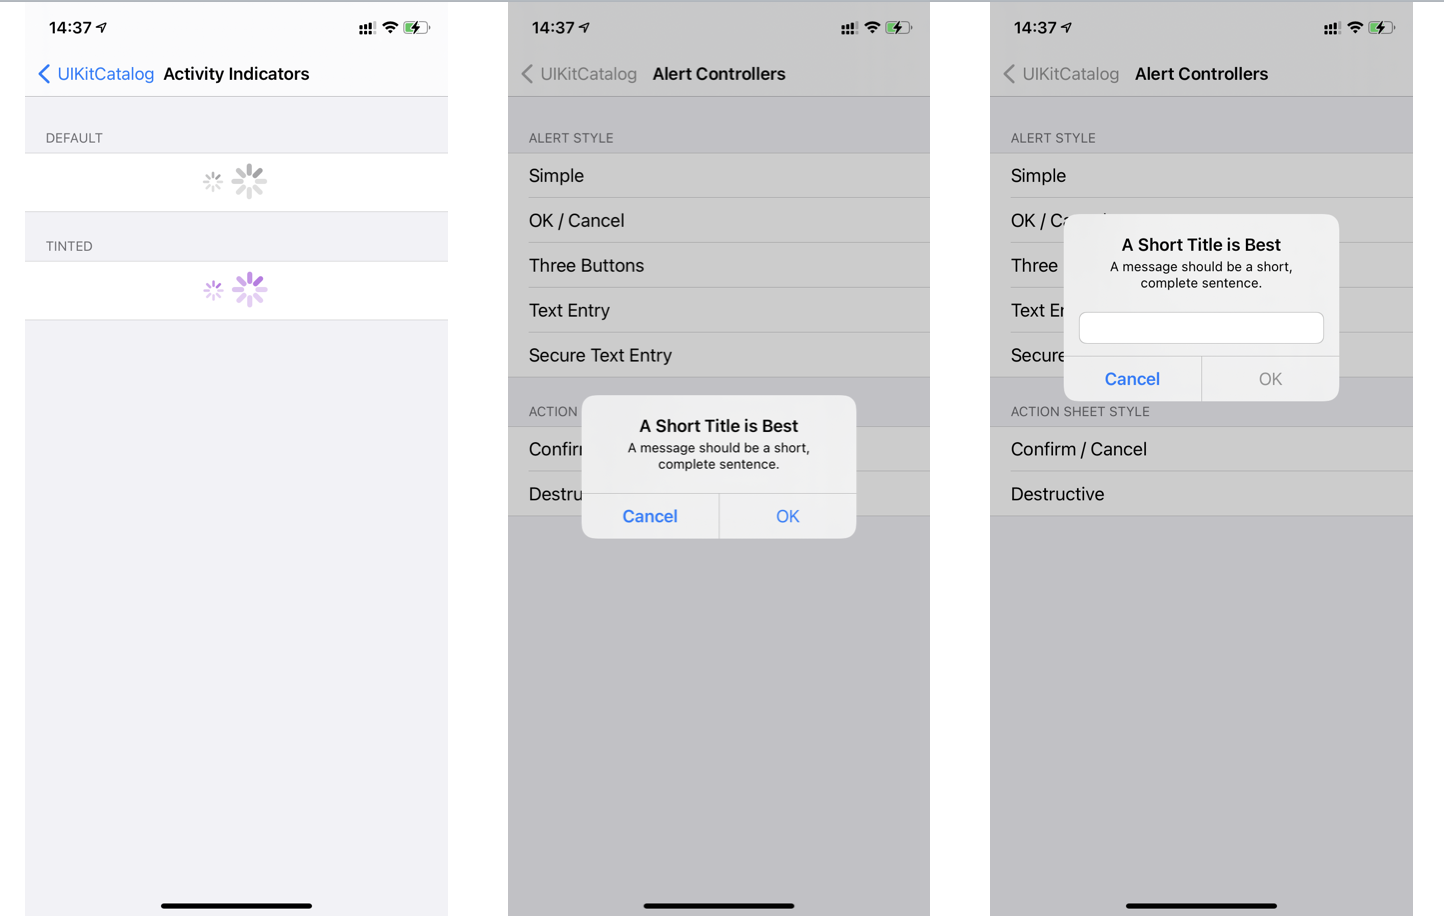 14:37
UIKitCatalog Activity Indicators
DEFAULT
TINTED
14:37
UIKitCatalog Alert Controllers
ALERT STYLE
Simple
OK / Cancel
Three Buttons
Text Entry
Secure Text Entry
ACTION
Confir
Destru
A Short Title is Best
A message should be a short,
complete sentence.
Cancel OK
14:37
UIKitCatalog Alert Controllers
ALERT STYLE
Simple
OK / Ca
Three
Text Er
Secure
A Short Title is Best
A message should be a short,
complete sentence.
Cancel OK
ACTION SHEET STYLE
Confirm / Cancel
Destructive